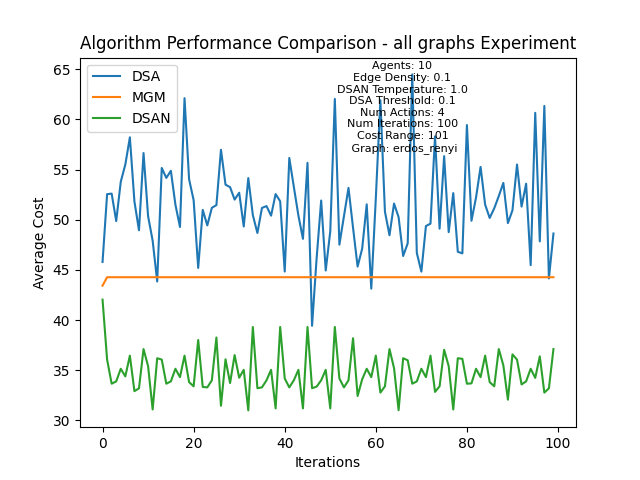 Algorithm Performance Comparison - all graphs Experiment
DSA
MGM
DSAN
Agents: 10
Edge Density: 0.1
DSAN Temperature: 1.0
DSA Threshold: 0.1
Num Actions: 4
Num Iterations: 100
Cost Range: 101
Graph: erdos_renyi
Average Cost
65
60
55
50
45
40
35
30
0
20
40
60
80
100
Iterations